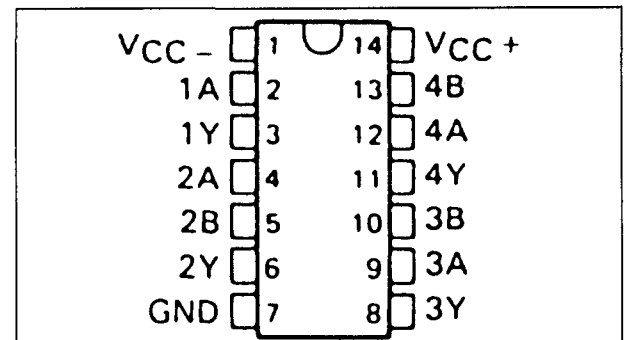 VCC - 1 14 VCC +
1A 2 13 4B
1Y 3 12 4A
2A 4 11 4Y
2B 5 10 3B
2Y 6 9 3A
GND 7 8 3Y